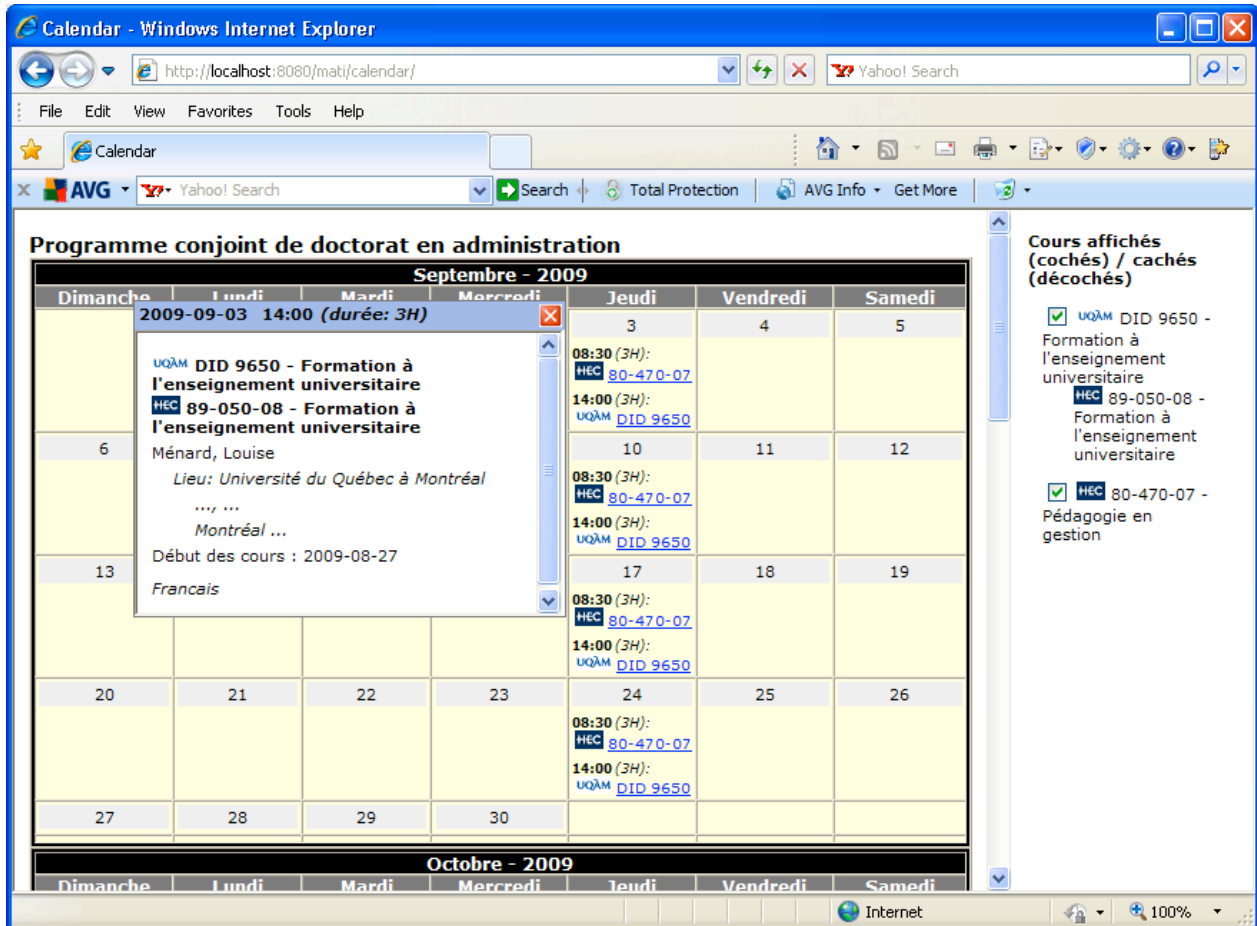 Calendar - Windows Internet Explorer
http://localhost:8080/mati/calendar/
Yahoo! Search
File Edit View Favorites Tools Help
Calendar
AVG Yahoo! Search Search Total Protection AVG Info Get More
Programme conjoint de doctorat en administration
Septembre - 2009
Dimanche Lundi Mardi Mercredi Jeudi Vendredi Samedi
2009-09-03 14:00 (durée: 3H)
UQÀM DID 9650 - Formation à
l'enseignement universitaire
HEC 89-050-08 - Formation à
l'enseignement universitaire
Ménard, Louise
Lieu: Université du Québec à Montréal
..., ...
Montréal ...
Début des cours : 2009-08-27
Francais
3 4 5
08:30 (3H):
HEC 80-470-07
14:00 (3H):
UQÀM DID 9650
6 10 11 12
08:30 (3H):
HEC 80-470-07
14:00 (3H):
UQÀM DID 9650
13 17 18 19
08:30 (3H):
HEC 80-470-07
14:00 (3H):
UQÀM DID 9650
20 21 22 23 24 25 26
08:30 (3H):
HEC 80-470-07
14:00 (3H):
UQÀM DID 9650
27 28 29 30
Octobre - 2009
Dimanche Lundi Mardi Mercredi Jeudi Vendredi Samedi
Cours affichés
(cochés) / cachés
(décochés)
UQÀM DID 9650 -
Formation à
l'enseignement
universitaire
HEC 89-050-08 -
Formation à
l'enseignement
universitaire
HEC 80-470-07 -
Pédagogie en
gestion
Internet 100%